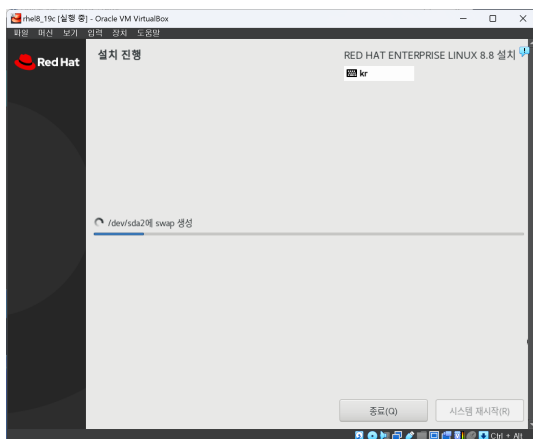 rhel8_19c [실행 중] - Oracle VM VirtualBox
파일 머신 보기 입력 장치 도움말
Red Hat
설치 진행
RED HAT ENTERPRISE LINUX 8.8 설치
kr
/dev/sda2에 swap 생성
종료(Q)
시스템 재시작(R)
Ctrl + Alt